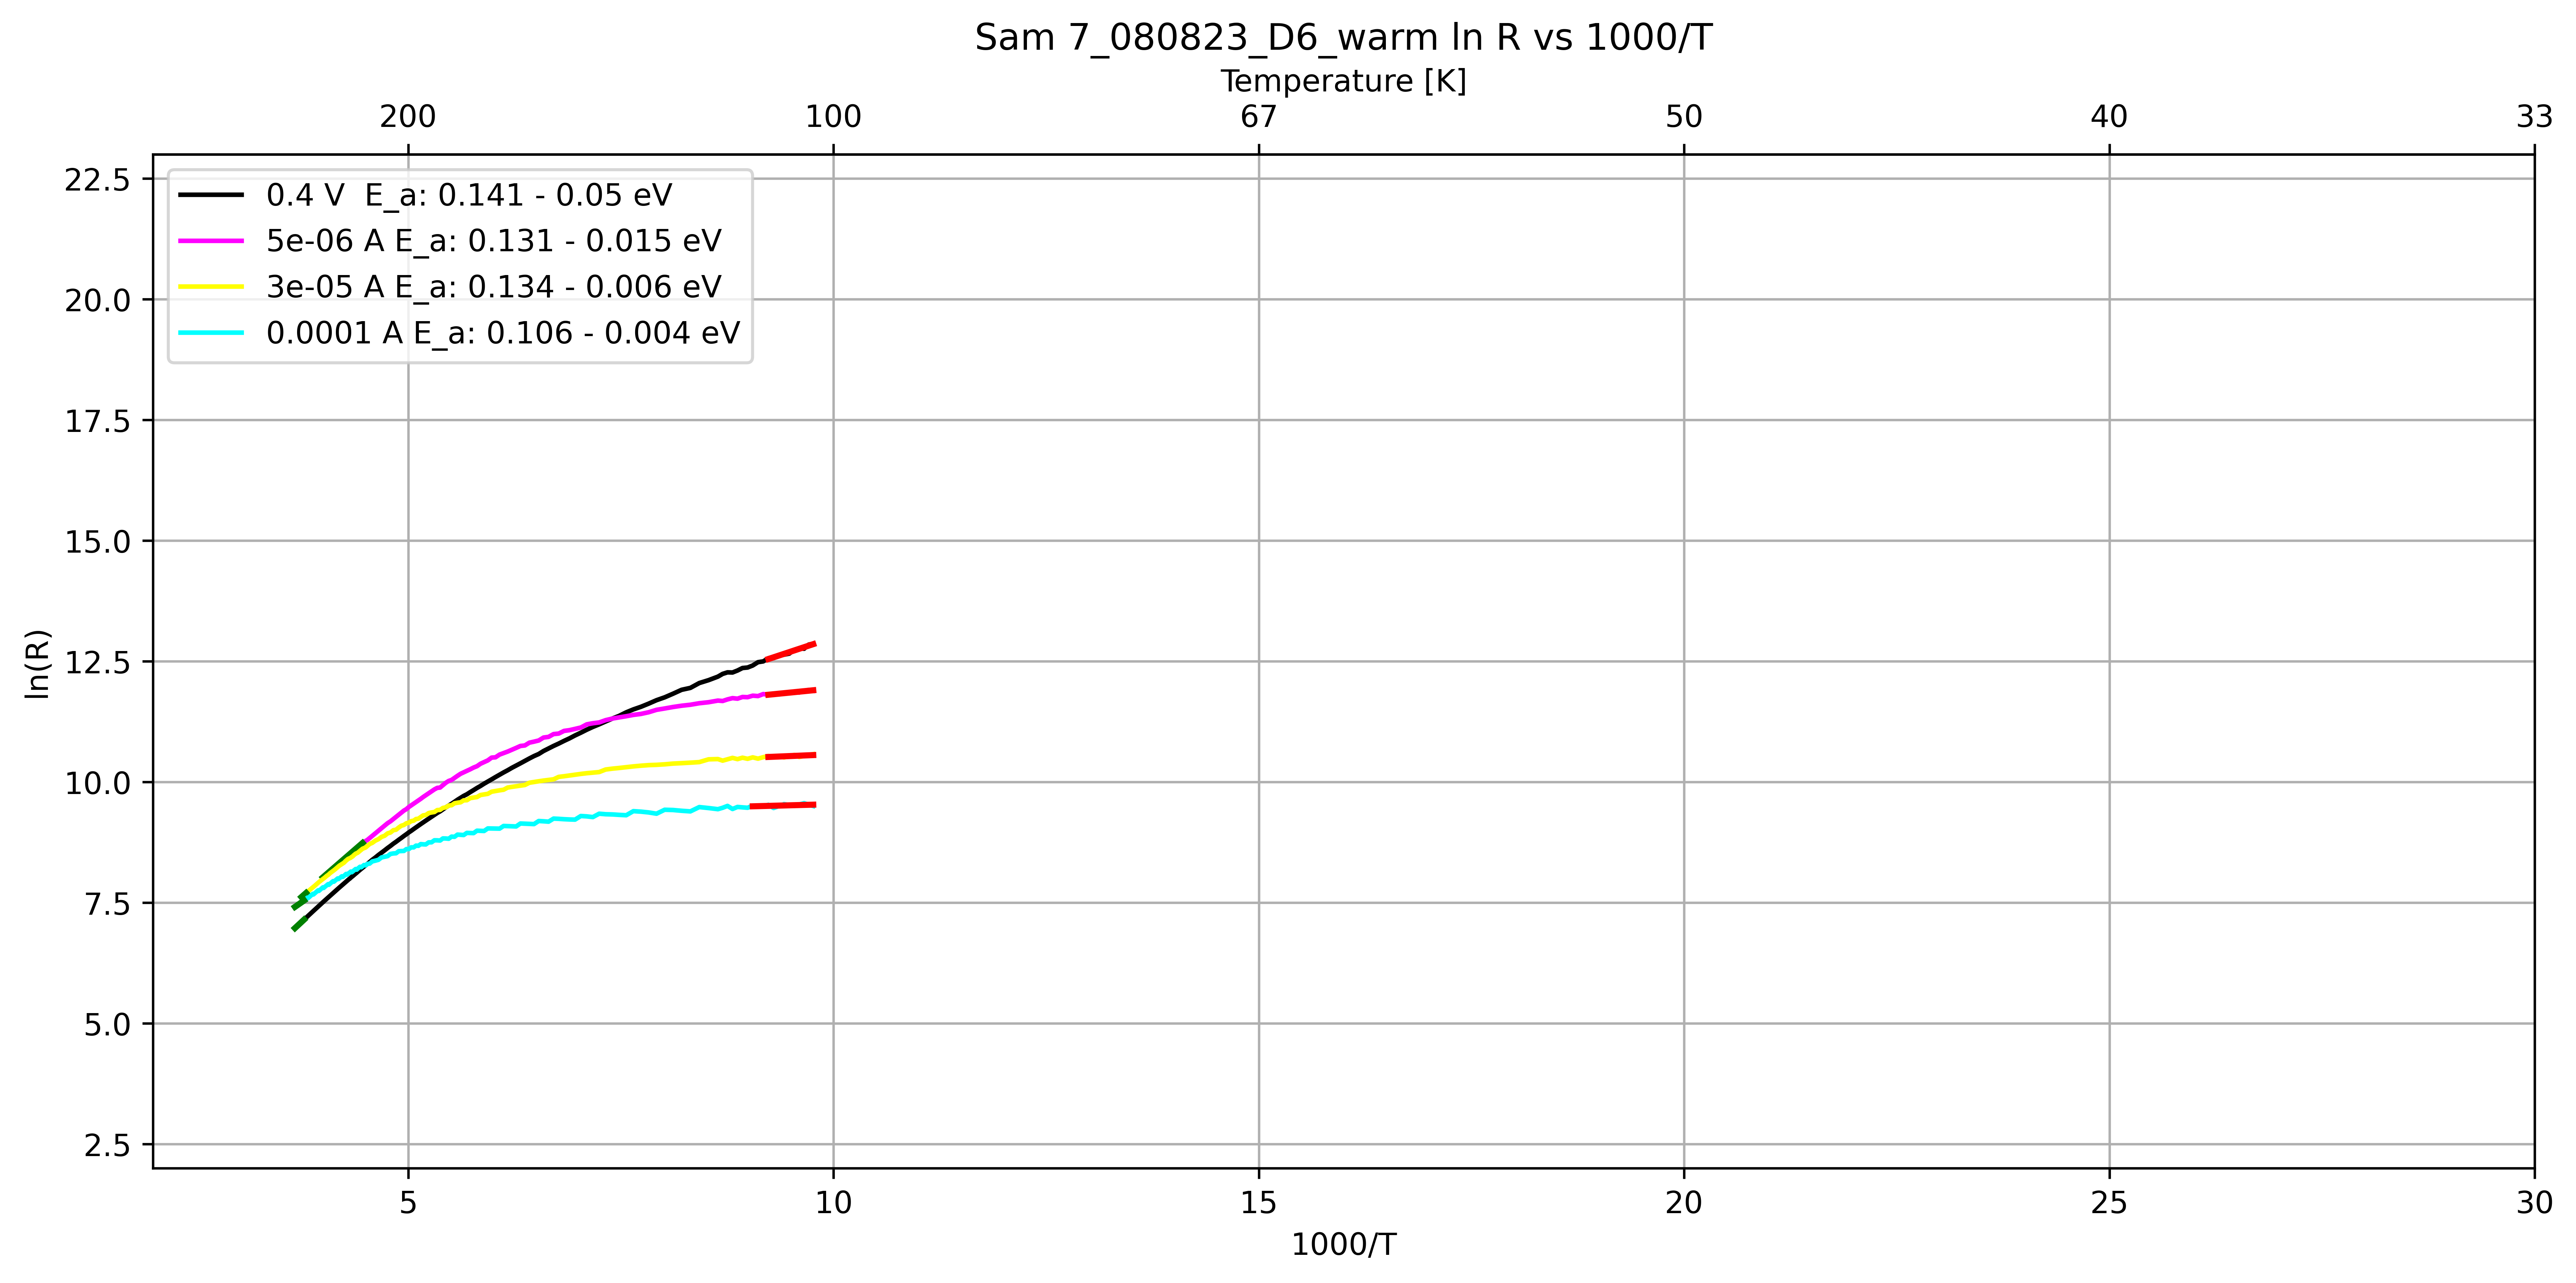 Sam 7_080823_D6_warm ln R vs 1000/T
Temperature [K]
200 100 67 50 40 33
22.5
20.0
17.5
15.0
12.5
10.0
7.5
5.0
2.5
ln(R)
0.4 V  E_a: 0.141 - 0.05 eV
5e-06 A E_a: 0.131 - 0.015 eV
3e-05 A E_a: 0.134 - 0.006 eV
0.0001 A E_a: 0.106 - 0.004 eV
5 10 15 20 25 30
1000/T